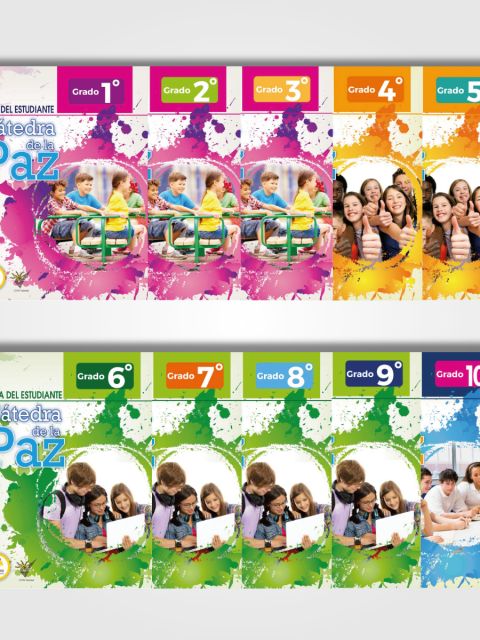 DEL ESTUDIANTE
Grado 1°
Grado 2°
Grado 3°
Grado 4°
Grado 5
átedra
de la
Paz
A DEL ESTUDIANTE
Grado 6°
Grado 7°
Grado 8°
Grado 9°
Grado 10
átedra
de la
Paz